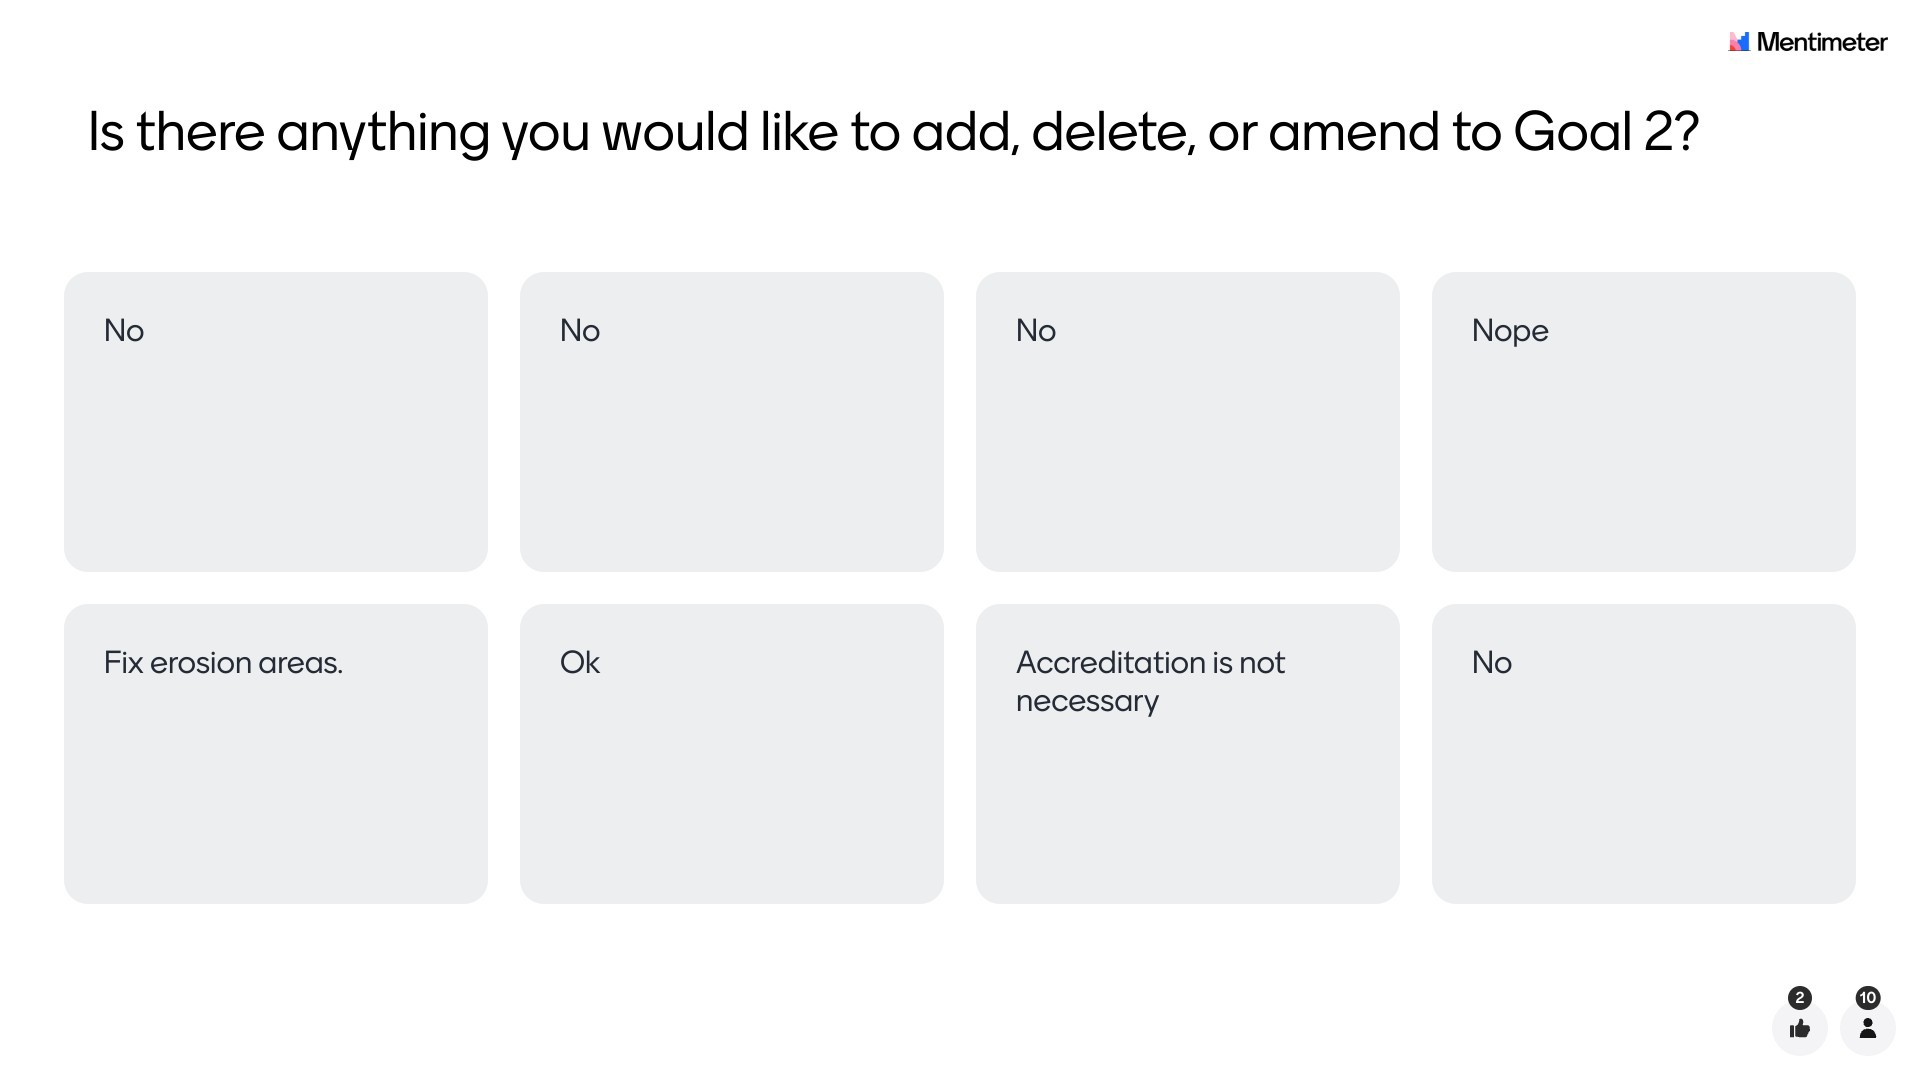 Mentimeter
Is there anything you would like to add, delete, or amend to Goal 2?
No
No
No
Nope
Fix erosion areas.
Ok
Accreditation is not
necessary
No
2
10